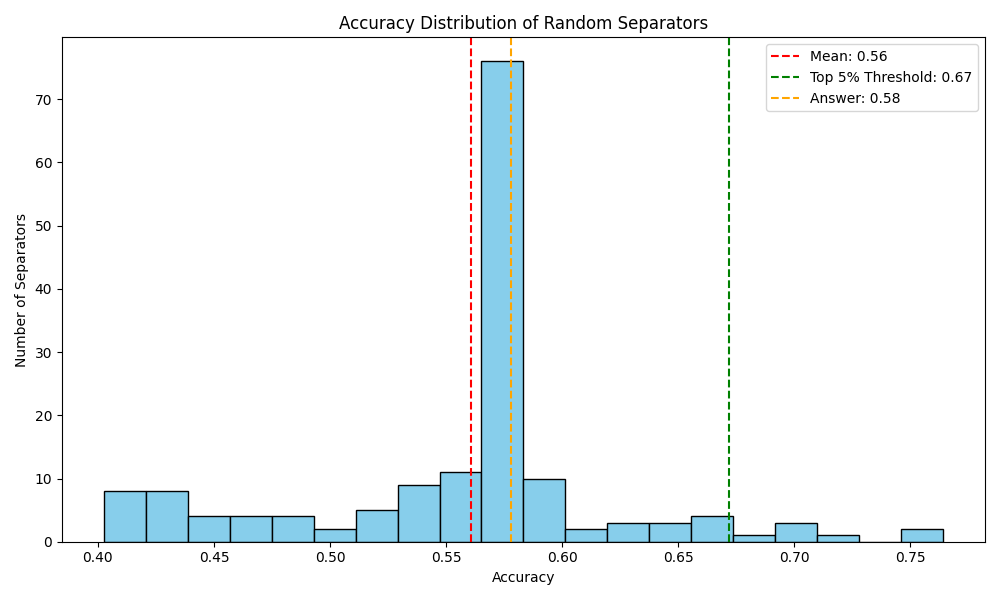 Accuracy Distribution of Random Separators
Mean: 0.56
Top 5% Threshold: 0.67
Answer: 0.58
Number of Separators
70
60
50
40
30
20
10
0
0.40 0.45 0.50 0.55 0.60 0.65 0.70 0.75
Accuracy